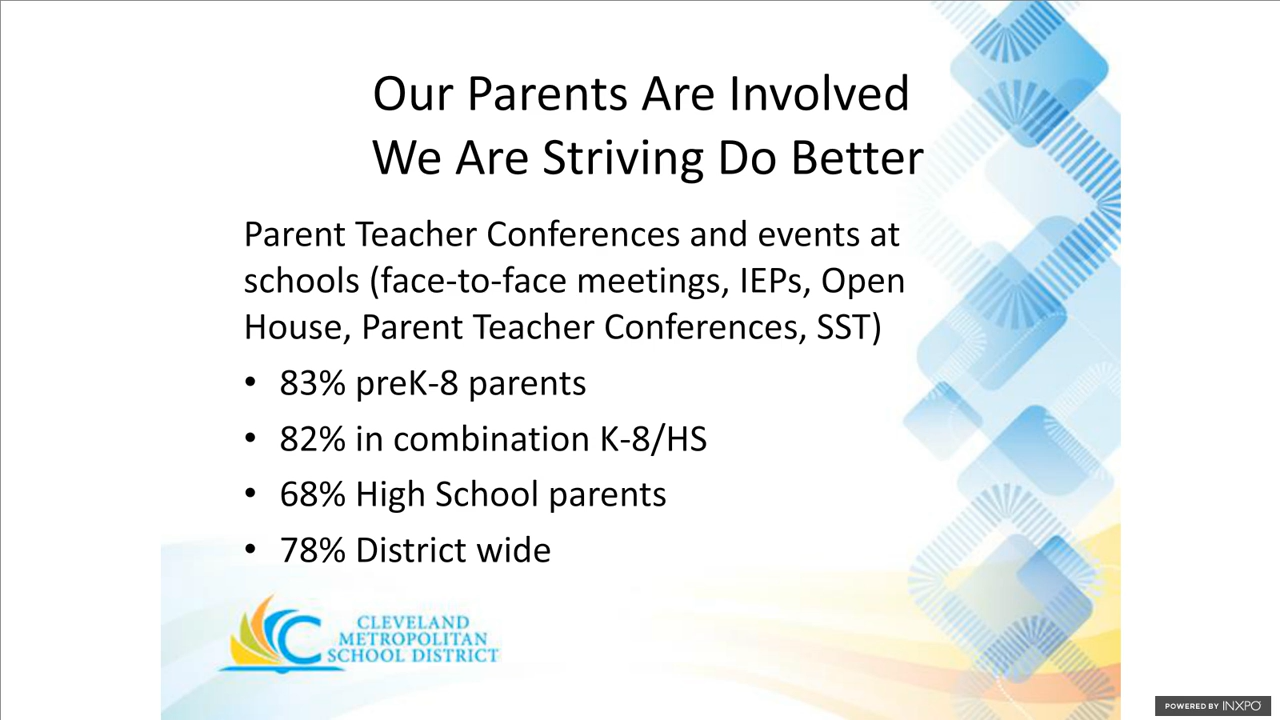 Our Parents Are Involved
We Are Striving Do Better
Parent Teacher Conferences and events at
schools (face-to-face meetings, IEPs, Open
House, Parent Teacher Conferences, SST)
• 83% preK-8 parents
• 82% in combination K-8/HS
• 68% High School parents
• 78% District wide
CLEVELAND
METROPOLITAN
SCHOOL DISTRICT
POWERED BY INXPO